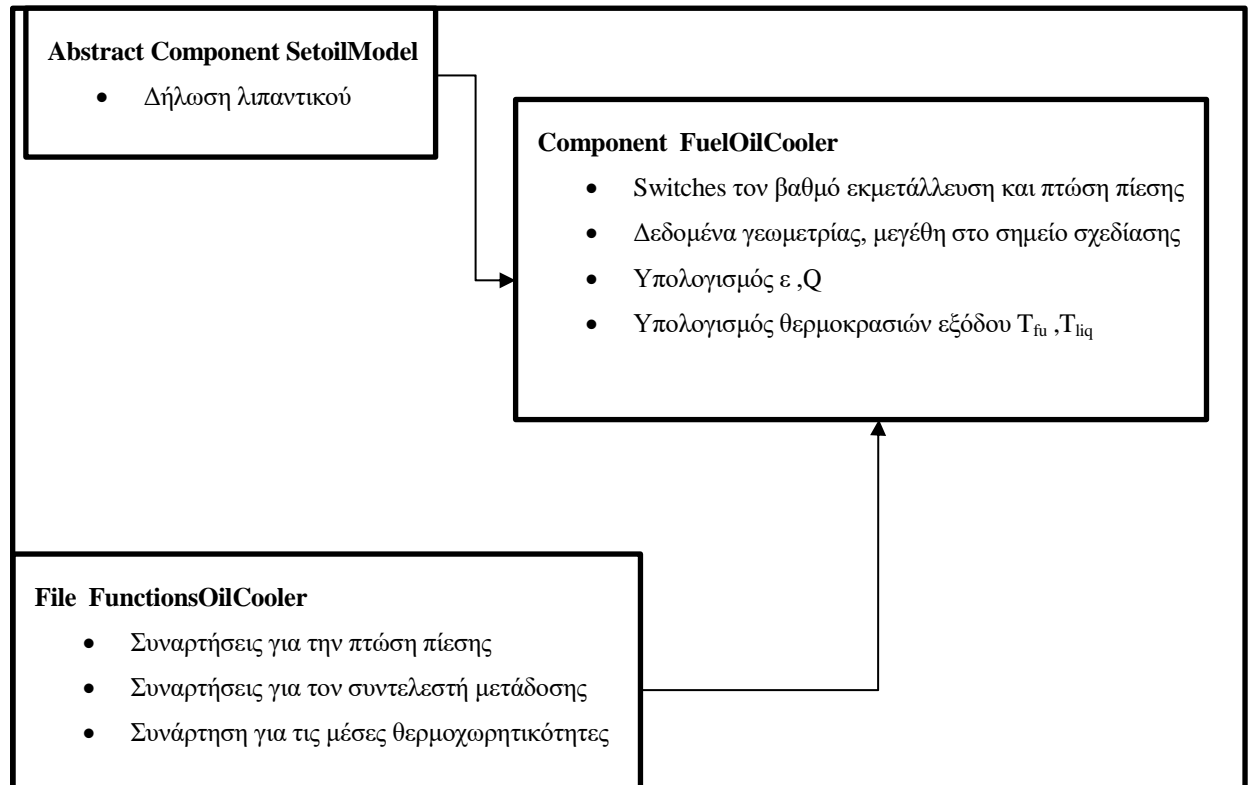 Abstract Component SetoilModel
• Δήλωση λιπαντικού
Component FuelOilCooler
• Switches τον βαθμό εκμετάλλευση και πτώση πίεσης
• Δεδομένα γεωμετρίας, μεγέθη στο σημείο σχεδίασης
• Υπολογισμός ε ,Q
• Υπολογισμός θερμοκρασιών εξόδου Tfu ,Tliq
File FunctionsOilCooler
• Συναρτήσεις για την πτώση πίεσης
• Συναρτήσεις για τον συντελεστή μετάδοσης
• Συνάρτηση για τις μέσες θερμοχωρητικότητες